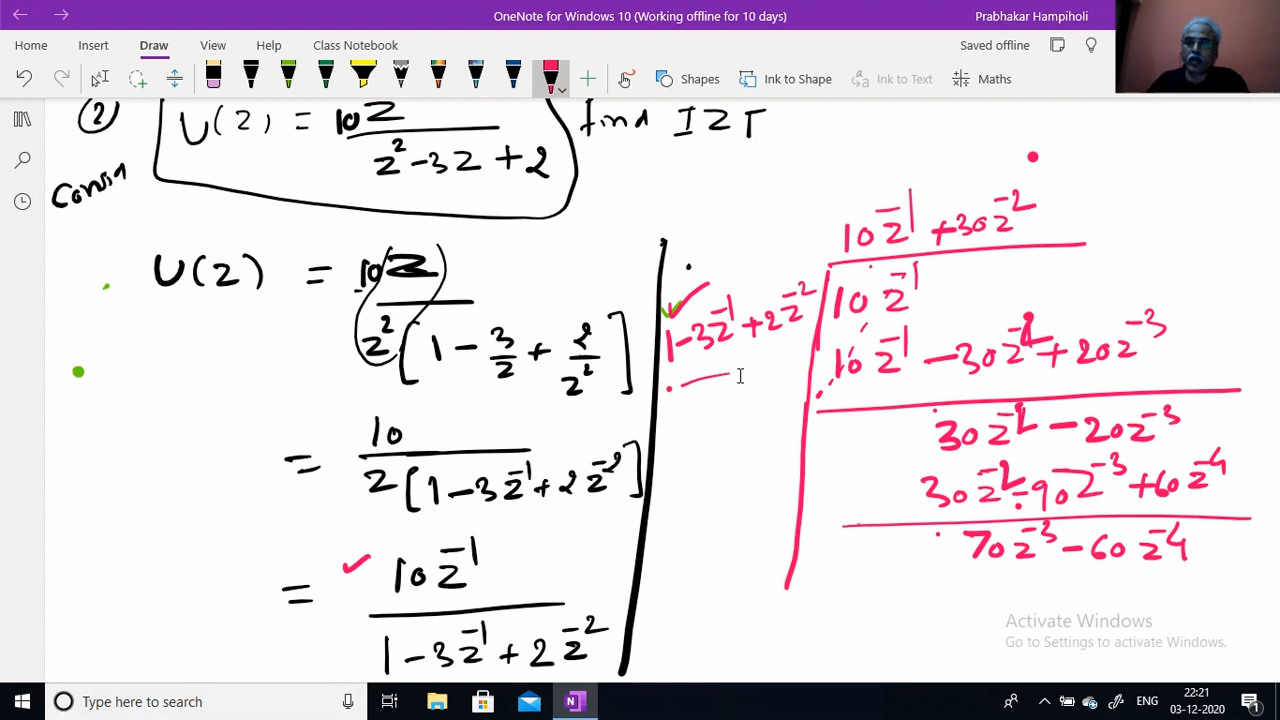 OneNote for Windows 10 (Working offline for 10 days)
Prabhakar Hampiholi
Home Insert Draw View Help Class Notebook
Saved offline
Shapes
Ink to Shape
Ink to Text
Maths
② U(z) = 10z / z² - 3z + 2 find IZT
U(z) = 10z / z² [1 - 3/z + 2/z²]
= 10 / z [1 - 3z⁻¹ + 2z⁻²]
= 10z⁻¹ / 1 - 3z⁻¹ + 2z⁻²
10z⁻¹ + 30z⁻²
1 - 3z⁻¹ + 2z⁻²
10z⁻¹
10z⁻¹ - 30z⁻² + 20z⁻³
30z⁻² - 20z⁻³
30z⁻² - 90z⁻³ + 60z⁻⁴
70z⁻³ - 60z⁻⁴
Activate Windows
Go to Settings to activate Windows.
Type here to search
ENG
22:21
03-12-2020